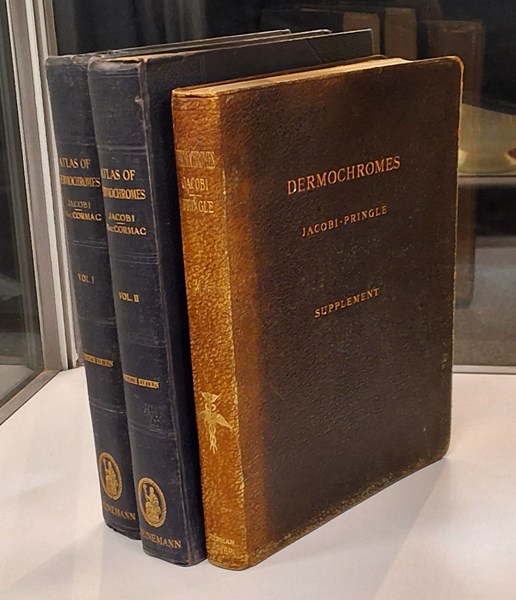 ATLAS OF
DERMOCHROMES
JACOBI
VOL. I
ATLAS OF
DERMOCHROMES
JACOBI
MacCORMAC
VOL. II
DERMOCHROMES
JACOBI
PRINGLE
DERMOCHROMES
JACOBI-PRINGLE
SUPPLEMENT